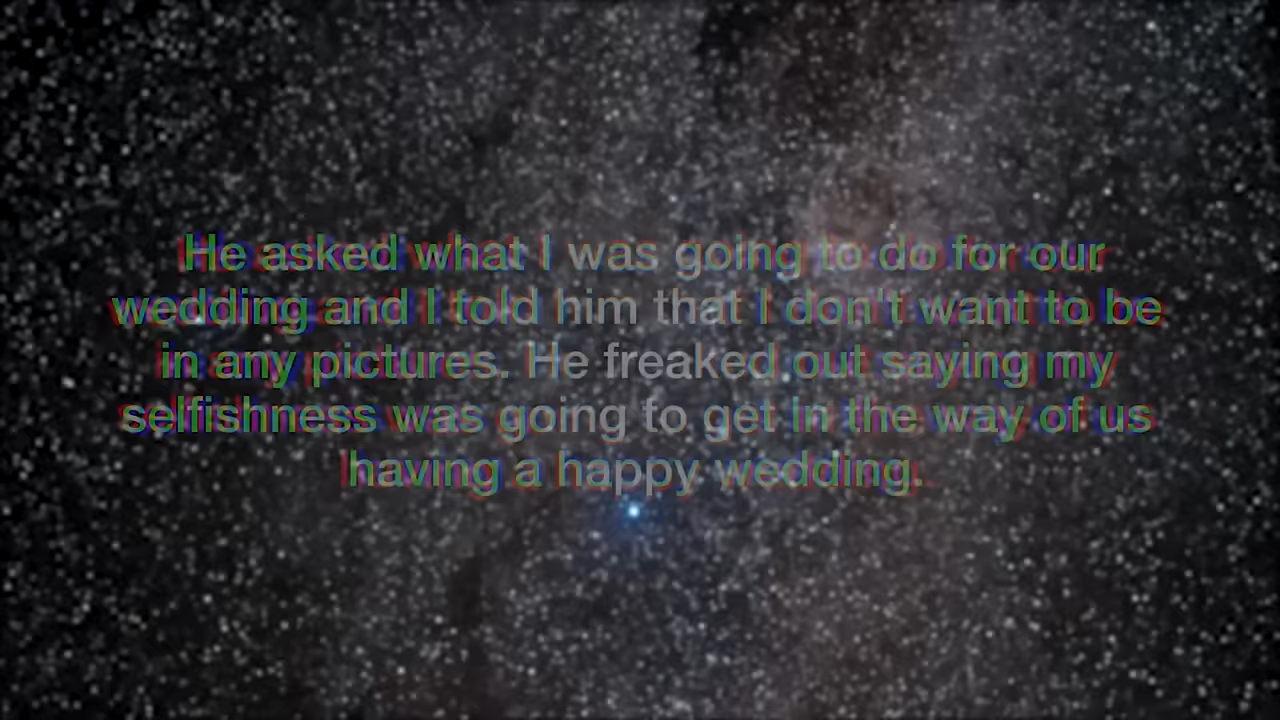 He asked what I was going to do for our
wedding and I told him that I don't want to be
in any pictures. He freaked out saying my
selfishness was going to get in the way of us
having a happy wedding.